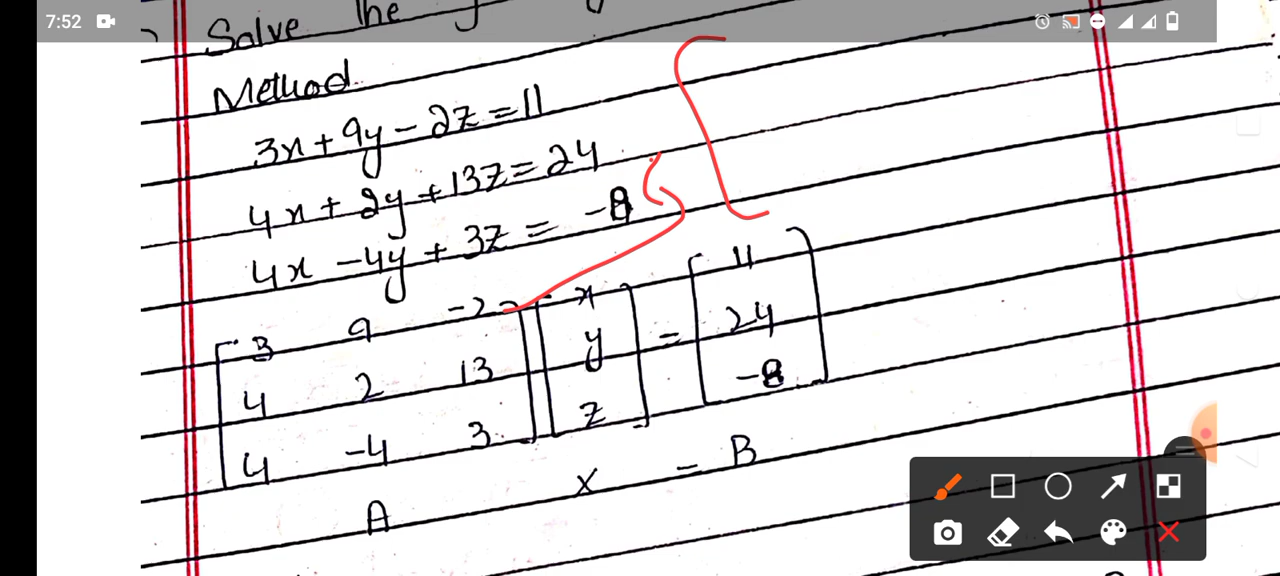 7:52
Solve the
Method
3x + 9y - 2z = 11
4x + 2y + 13z = 24
4x - 4y + 3z = -8
[3 9 -2] [x] = [11]
[4 2 13] [y] [24]
[4 -4 3] [z] [-8]
A X = B